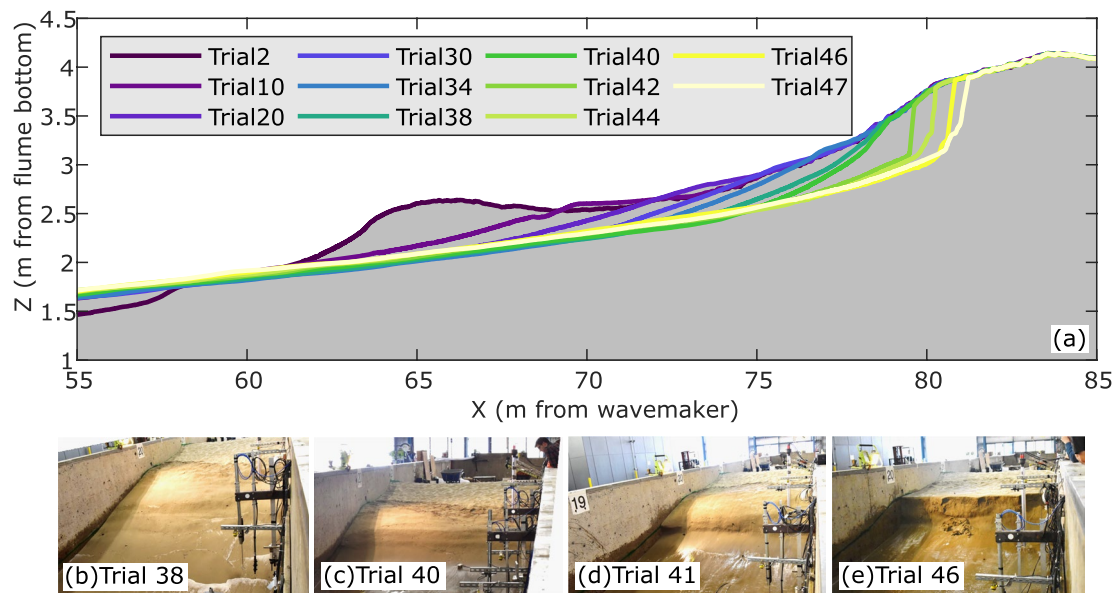 4.5
4
3.5
3
2.5
2
1.5
1
Z (m from flume bottom)
Trial2 Trial30 Trial40 Trial46
Trial10 Trial34 Trial42 Trial47
Trial20 Trial38 Trial44
(a)
55 60 65 70 75 80 85
X (m from wavemaker)
19
(b)Trial 38
(c)Trial 40
(d)Trial 41
(e)Trial 46